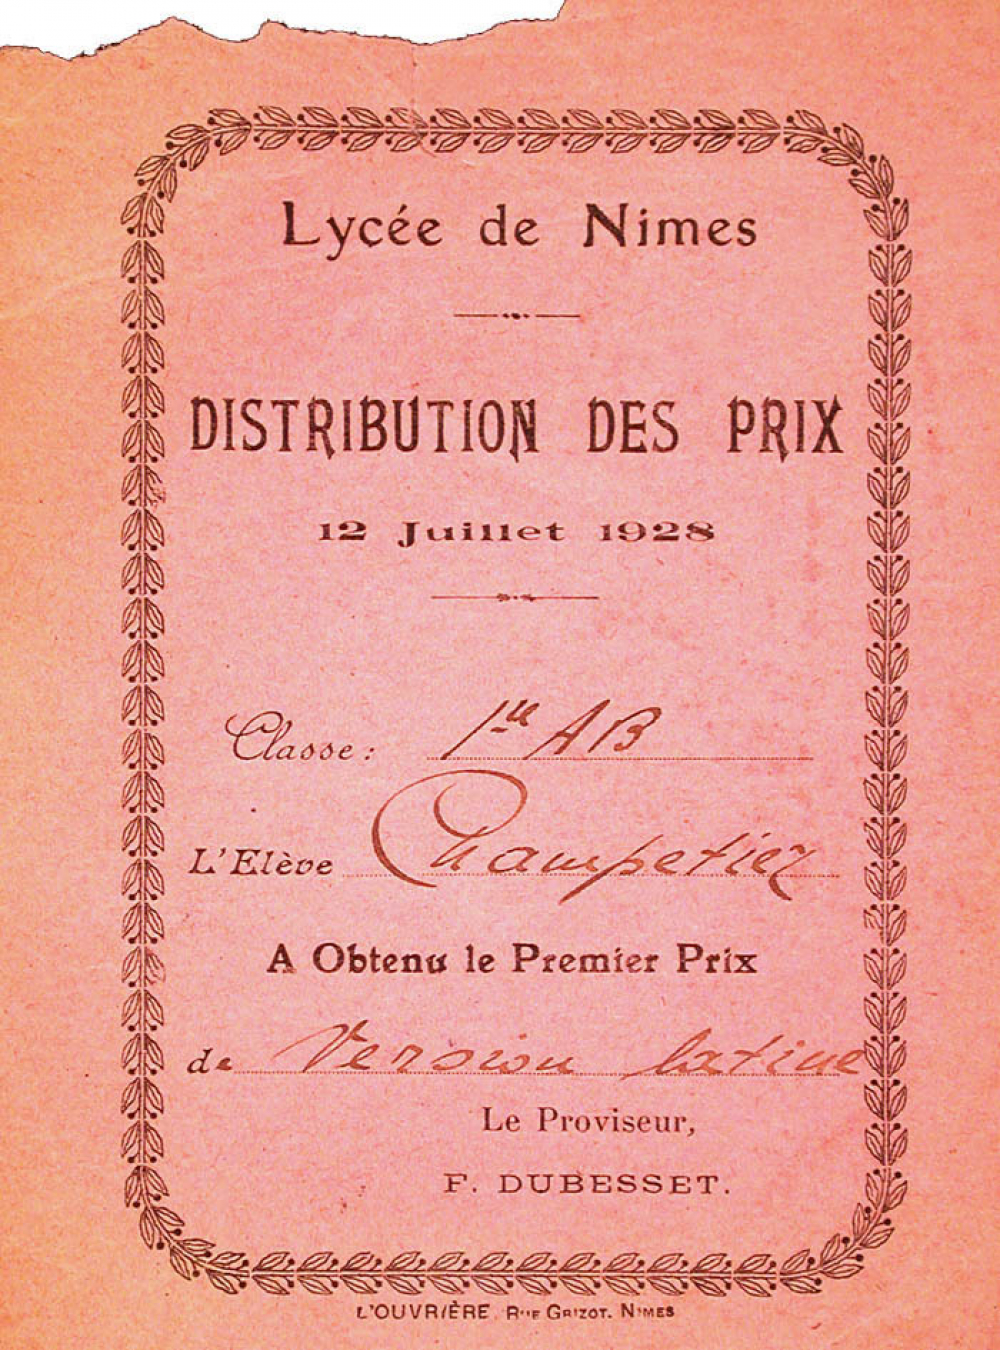 Lycée de Nimes
DISTRIBUTION DES PRIX
12 Juillet 1928
Classe : 1re AB
L'Elève Champetier
A Obtenu le Premier Prix
de Version latine
Le Proviseur,
F. DUBESSET.
L'OUVRIÈRE, RUE GRIZOT. NIMES